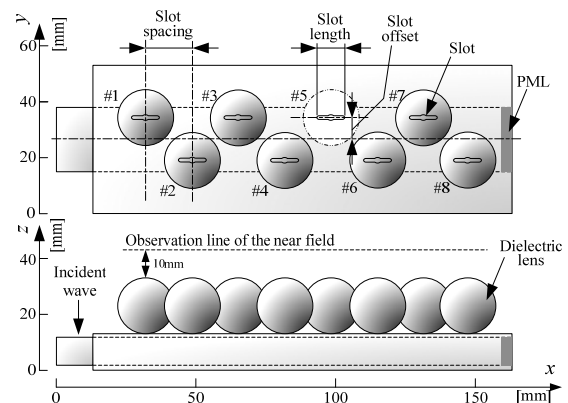 y
[mm]
60
40
20
0
Slot
spacing
Slot
length
Slot
offset
Slot
PML
#1
#3
#5
#7
#2
#4
#6
#8
z
[mm]
40
20
0
Observation line of the near field
10mm
Incident
wave
Dielectric
lens
0
50
100
150
x
[mm]